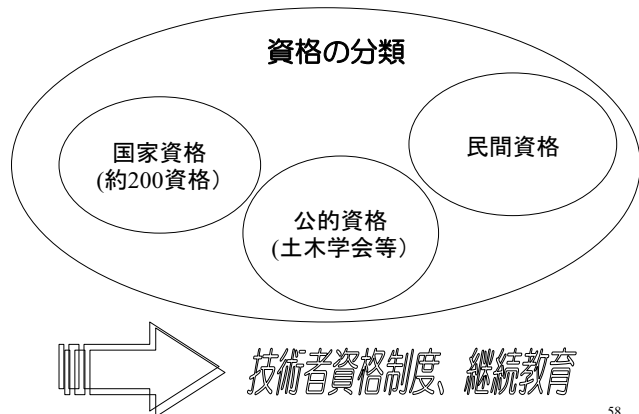 資格の分類
国家資格
(約200資格）
民間資格
公的資格
(土木学会等）
技術者資格制度、継続教育
58